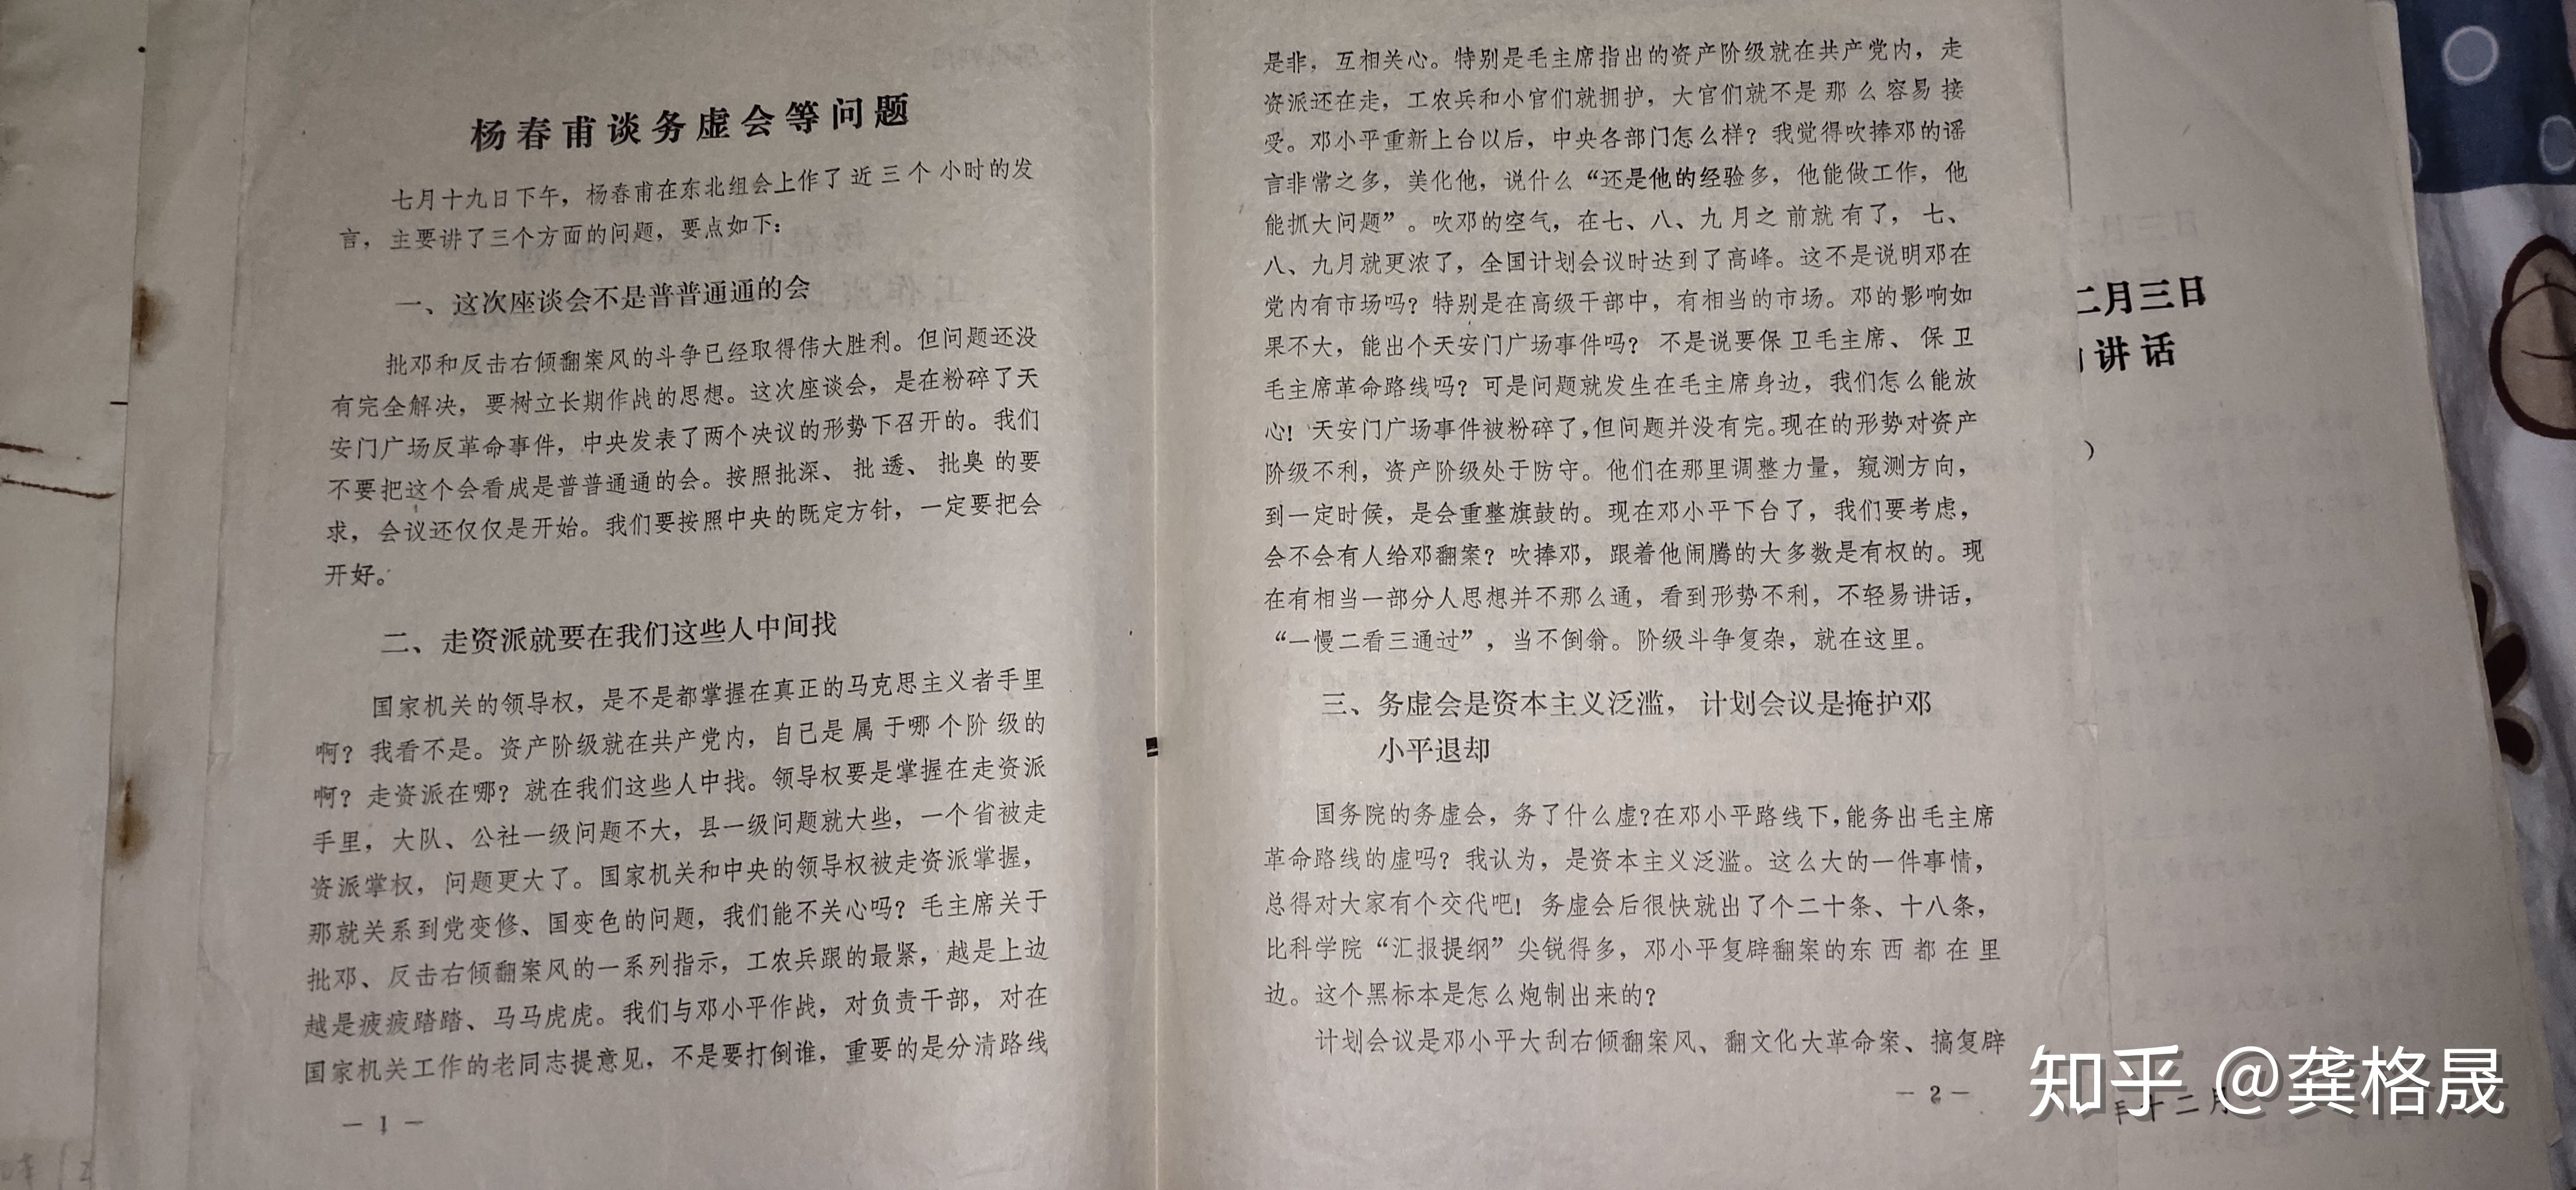 杨春甫谈务虚会等问题
七月十九日下午，杨春甫在东北组会上作了近三个小时的发
言，主要讲了三个方面的问题，要点如下：
一、这次座谈会不是普普通通的会
批邓和反击右倾翻案风的斗争已经取得伟大胜利。但问题还没
有完全解决，要树立长期作战的思想。这次座谈会，是在粉碎了天
安门广场反革命事件，中央发表了两个决议的形势下召开的。我们
不要把这个会看成是普普通通的会。按照批深、批透、批臭的要
求，会议还仅仅是开始。我们要按照中央的既定方针，一定要把会
开好。
二、走资派就要在我们这些人中间找
国家机关的领导权，是不是都掌握在真正的马克思主义者手里
啊？我看不是。资产阶级就在共产党内，自己是属于哪个阶级的
啊？走资派在哪？就在我们这些人中找。领导权要是掌握在走资派
手里，大队、公社一级问题不大，县一级问题就大些，一个省被走
资派掌权，问题更大了。国家机关和中央的领导权被走资派掌握，
那就关系到党变修、国变色的问题，我们能不关心吗？毛主席关于
批邓、反击右倾翻案风的一系列指示，工农兵跟的最紧，越是上边
越是疲疲踏踏、马马虎虎。我们与邓小平作战，对负责干部，对在
国家机关工作的老同志提意见，不是要打倒谁，重要的是分清路线
－1－
是非，互相关心。特别是毛主席指出的资产阶级就在共产党内，走
资派还在走，工农兵和小官们就拥护，大官们就不是那么容易接
受。邓小平重新上台以后，中央各部门怎么样？我觉得吹捧邓的谣
言非常之多，美化他，说什么“还是他的经验多，他能做工作，他
能抓大问题”。吹邓的空气，在七、八、九月之前就有了，七、
八、九月就更浓了，全国计划会议时达到了高峰。这不是说明邓在
党内有市场吗？特别是在高级干部中，有相当的市场。邓的影响如
果不大，能出个天安门广场事件吗？不是说要保卫毛主席、保卫
毛主席革命路线吗？可是问题就发生在毛主席身边，我们怎么能放
心！天安门广场事件被粉碎了，但问题并没有完。现在的形势对资产
阶级不利，资产阶级处于防守。他们在那里调整力量，窥测方向，
到一定时候，是会重整旗鼓的。现在邓小平下台了，我们要考虑，
会不会有人给邓翻案？吹捧邓，跟着他闹腾的大多数是有权的。现
在有相当一部分人思想并不那么通，看到形势不利，不轻易讲话，
“一慢二看三通过”，当不倒翁。阶级斗争复杂，就在这里。
三、务虚会是资本主义泛滥，计划会议是掩护邓
小平退却
国务院的务虚会，务了什么虚？在邓小平路线下，能务出毛主席
革命路线的虚吗？我认为，是资本主义泛滥。这么大的一件事情，
总得对大家有个交代吧！务虚会后很快就出了个二十条、十八条，
比科学院“汇报提纲”尖锐得多，邓小平复辟翻案的东西都在里
边。这个黑标本是怎么炮制出来的？
计划会议是邓小平大刮右倾翻案风、翻文化大革命案、搞复辟
－2－
二月三日
讲话
）
年十二月
知乎 @龚格晟